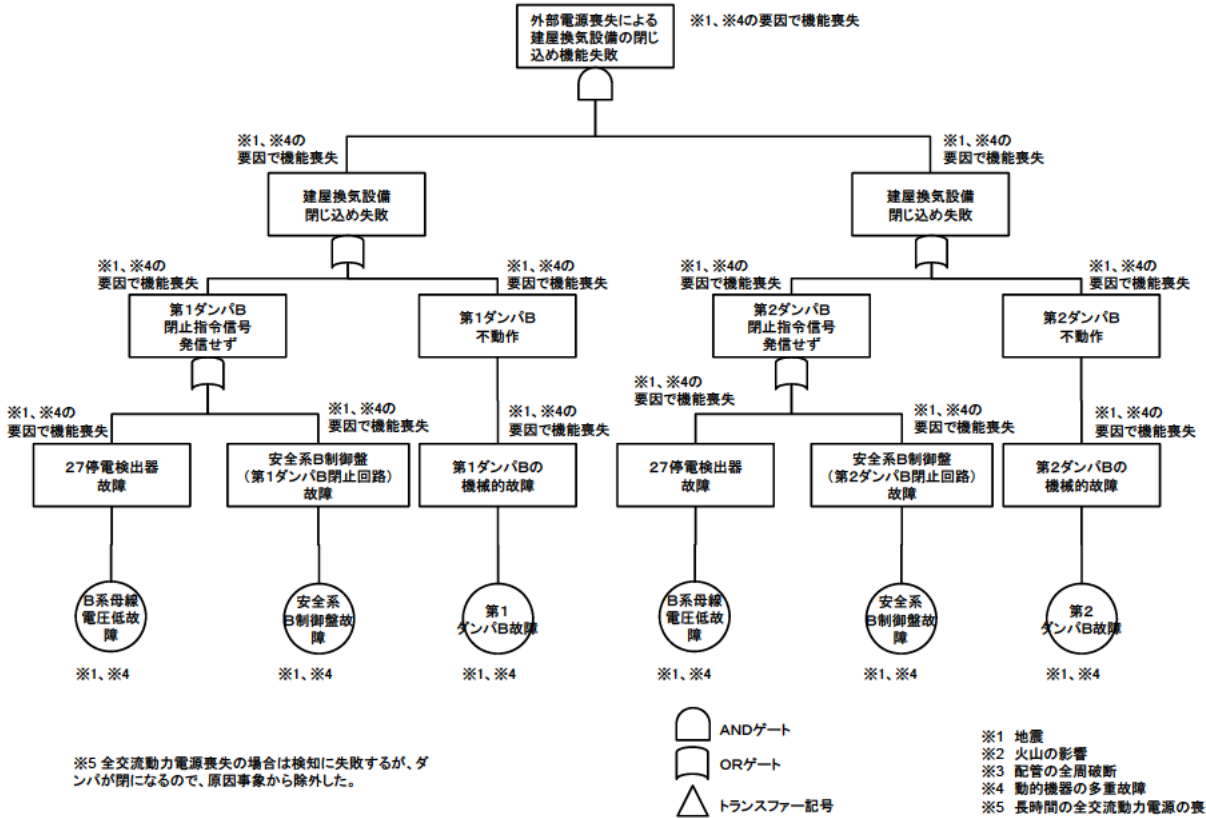 外部電源喪失による
建屋換気設備の閉じ
込め機能失敗
※1、※4の要因で機能喪失
※1、※4の
要因で機能喪失
※1、※4の
要因で機能喪失
建屋換気設備
閉じ込め失敗
建屋換気設備
閉じ込め失敗
※1、※4の
要因で機能喪失
※1、※4の
要因で機能喪失
※1、※4の
要因で機能喪失
※1、※4の
要因で機能喪失
第1ダンパB
閉止指令信号
発信せず
第1ダンパB
不動作
第2ダンパB
閉止指令信号
発信せず
第2ダンパB
不動作
※1、※4の
要因で機能喪失
※1、※4の
要因で機能喪失
※1、※4の
要因で機能喪失
※1、※4の
要因で機能喪失
※1、※4の
要因で機能喪失
※1、※4の
要因で機能喪失
27停電検出器
故障
安全系B制御盤
(第1ダンパB閉止回路)
故障
第1ダンパBの
機械的故障
27停電検出器
故障
安全系B制御盤
(第2ダンパB閉止回路)
故障
第2ダンパBの
機械的故障
B系母線
電圧低故
障
安全系
B制御盤故
障
第1
ダンパB故障
B系母線
電圧低故
障
安全系
B制御盤故
障
第2
ダンパB故障
※1、※4
※1、※4
※1、※4
※1、※4
※1、※4
※1、※4
※5 全交流動力電源喪失の場合は検知に失敗するが、ダ
ンパが閉になるので、原因事象から除外した。
ANDゲート
ORゲート
トランスファー記号
※1 地震
※2 火山の影響
※3 配管の全周破断
※4 動的機器の多重故障
※5 長時間の全交流動力電源の喪